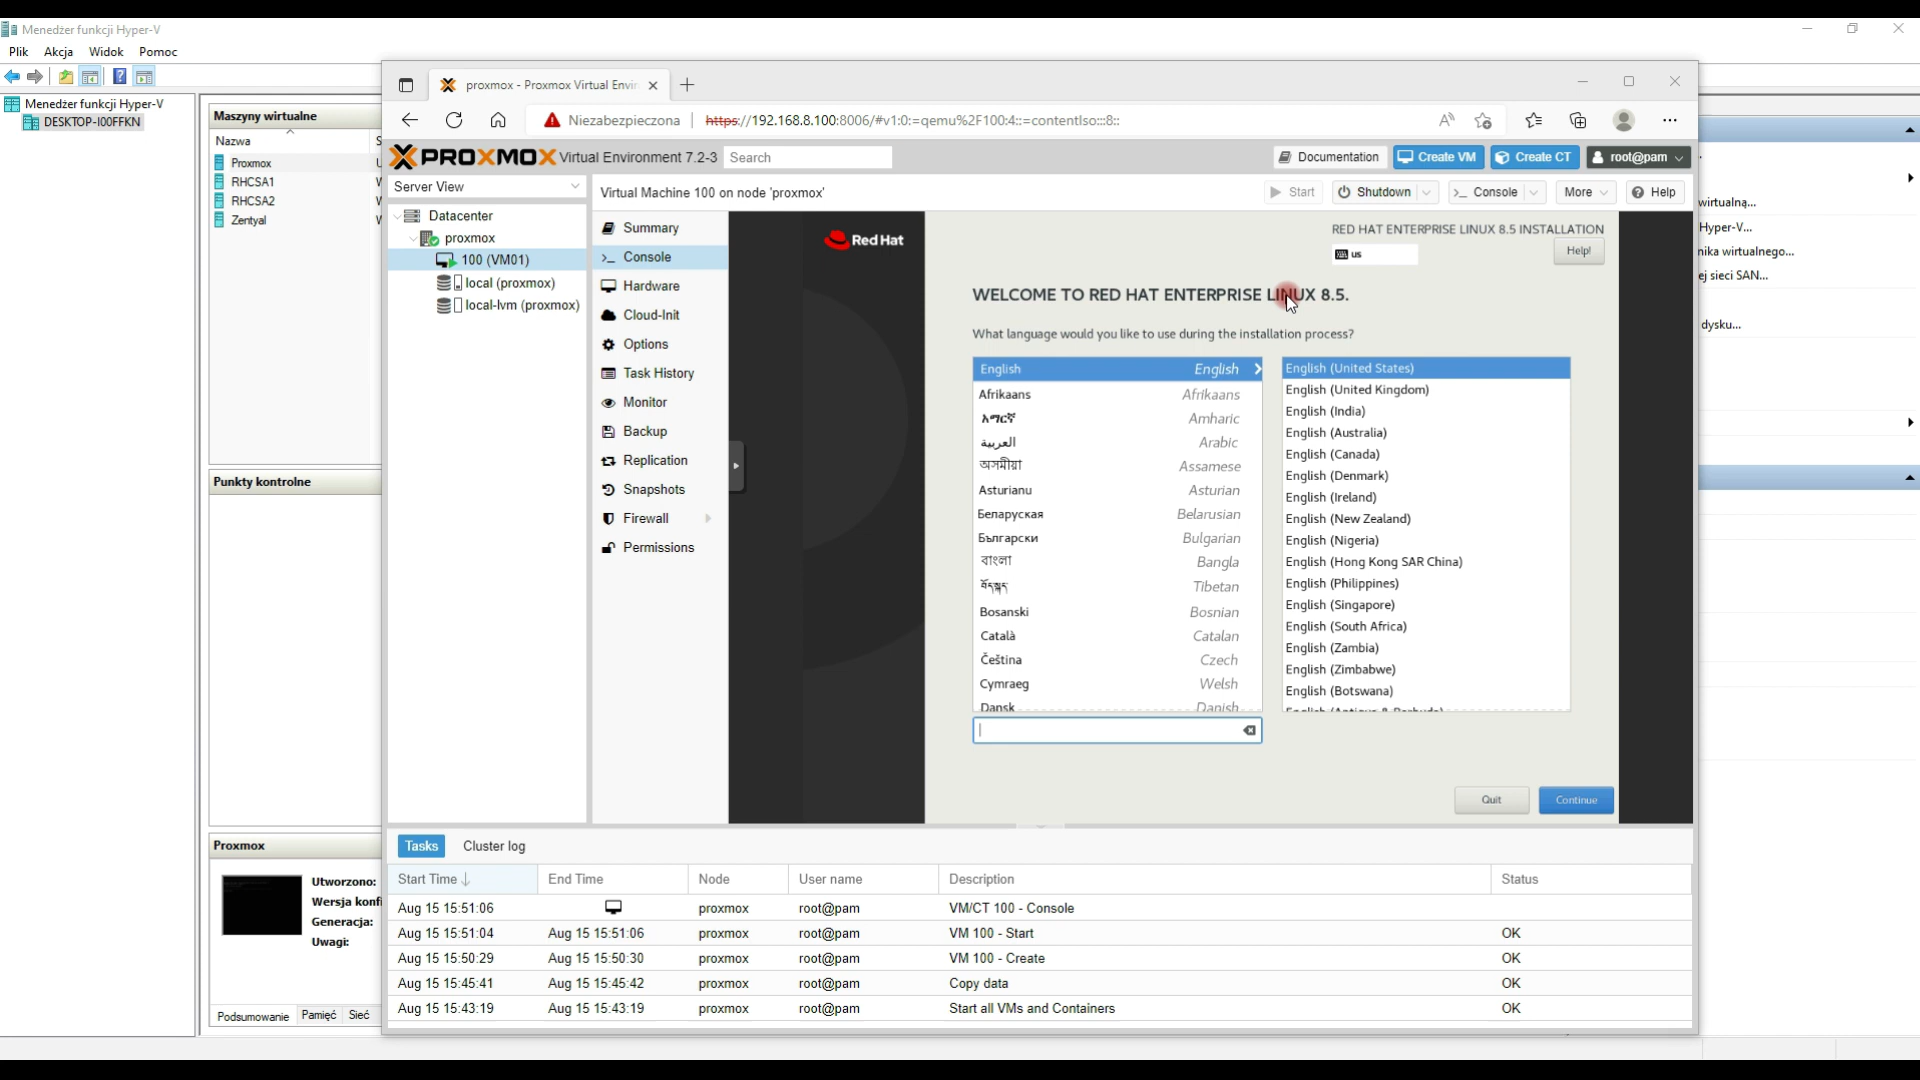 Menedżer funkcji Hyper-V
Plik Akcja Widok Pomoc
Menedżer funkcji Hyper-V
DESKTOP-I00FFKN
Maszyny wirtualne
Nazwa S
Proxmox U
RHCSA1 W
RHCSA2 W
Zentyal W
Punkty kontrolne
Proxmox
Utworzono:
Wersja konfi
Generacja:
Uwagi:
Podsumowanie Pamięć Sieć
proxmox - Proxmox Virtual Envir
Niezabezpieczona https://192.168.8.100:8006/#v1:0:=qemu%2F100:4::=contentIso:::8::
PROXMOX Virtual Environment 7.2-3 Search Documentation Create VM Create CT root@pam
Server View
Datacenter
proxmox
100 (VM01)
local (proxmox)
local-lvm (proxmox)
Virtual Machine 100 on node 'proxmox' Start Shutdown Console More Help
Summary
Console
Hardware
Cloud-Init
Options
Task History
Monitor
Backup
Replication
Snapshots
Firewall
Permissions
Red Hat
RED HAT ENTERPRISE LINUX 8.5 INSTALLATION
us Help!
WELCOME TO RED HAT ENTERPRISE LINUX 8.5.
What language would you like to use during the installation process?
English English
Afrikaans Afrikaans
አማርኛ Amharic
العربية Arabic
অসমীয়া Assamese
Asturianu Asturian
Беларуская Belarusian
Български Bulgarian
বাংলা Bangla
བོད་སྐད་ Tibetan
Bosanski Bosnian
Català Catalan
Čeština Czech
Cymraeg Welsh
Dansk Danish
English (United States)
English (United Kingdom)
English (India)
English (Australia)
English (Canada)
English (Denmark)
English (Ireland)
English (New Zealand)
English (Nigeria)
English (Hong Kong SAR China)
English (Philippines)
English (Singapore)
English (South Africa)
English (Zambia)
English (Zimbabwe)
English (Botswana)
English (Antigua & Barbuda)
Quit Continue
Tasks Cluster log
Start Time End Time Node User name Description Status
Aug 15 15:51:06 proxmox root@pam VM/CT 100 - Console
Aug 15 15:51:04 Aug 15 15:51:06 proxmox root@pam VM 100 - Start OK
Aug 15 15:50:29 Aug 15 15:50:30 proxmox root@pam VM 100 - Create OK
Aug 15 15:45:41 Aug 15 15:45:42 proxmox root@pam Copy data OK
Aug 15 15:43:19 Aug 15 15:43:19 proxmox root@pam Start all VMs and Containers OK
wirtualną...
Hyper-V...
nika wirtualnego...
ej sieci SAN...
dysku...